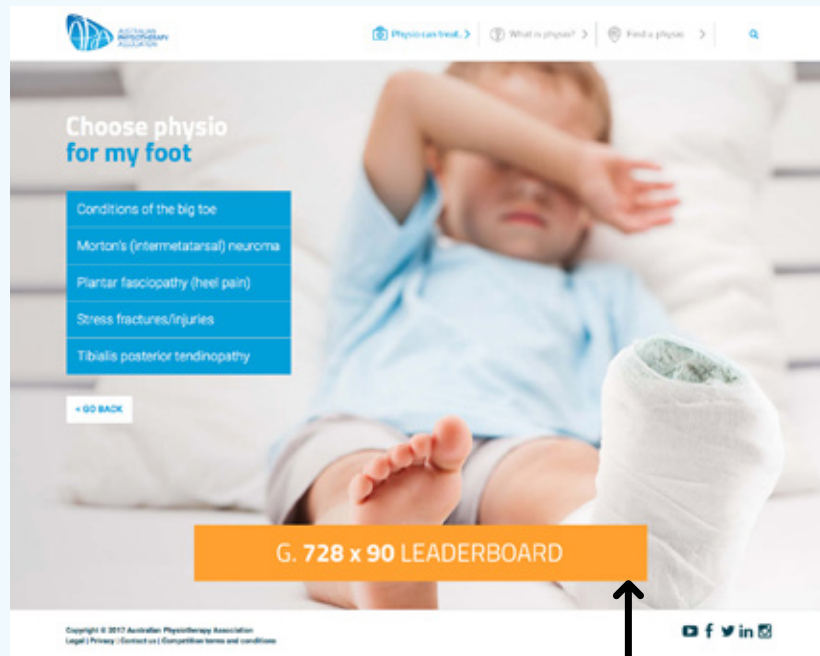 AUSTRALIAN
PHYSIOTHERAPY
ASSOCIATION
Physio can treat..
What is physio?
Find a physio
Choose physio
for my foot
Conditions of the big toe
Morton's (intermetatarsal) neuroma
Plantar fasciopathy (heel pain)
Stress fractures/injuries
Tibialis posterior tendinopathy
< GO BACK
G. 728 x 90 LEADERBOARD
Copyright © 2017 Australian Physiotherapy Association
Legal | Privacy | Contact us | Competition terms and conditions